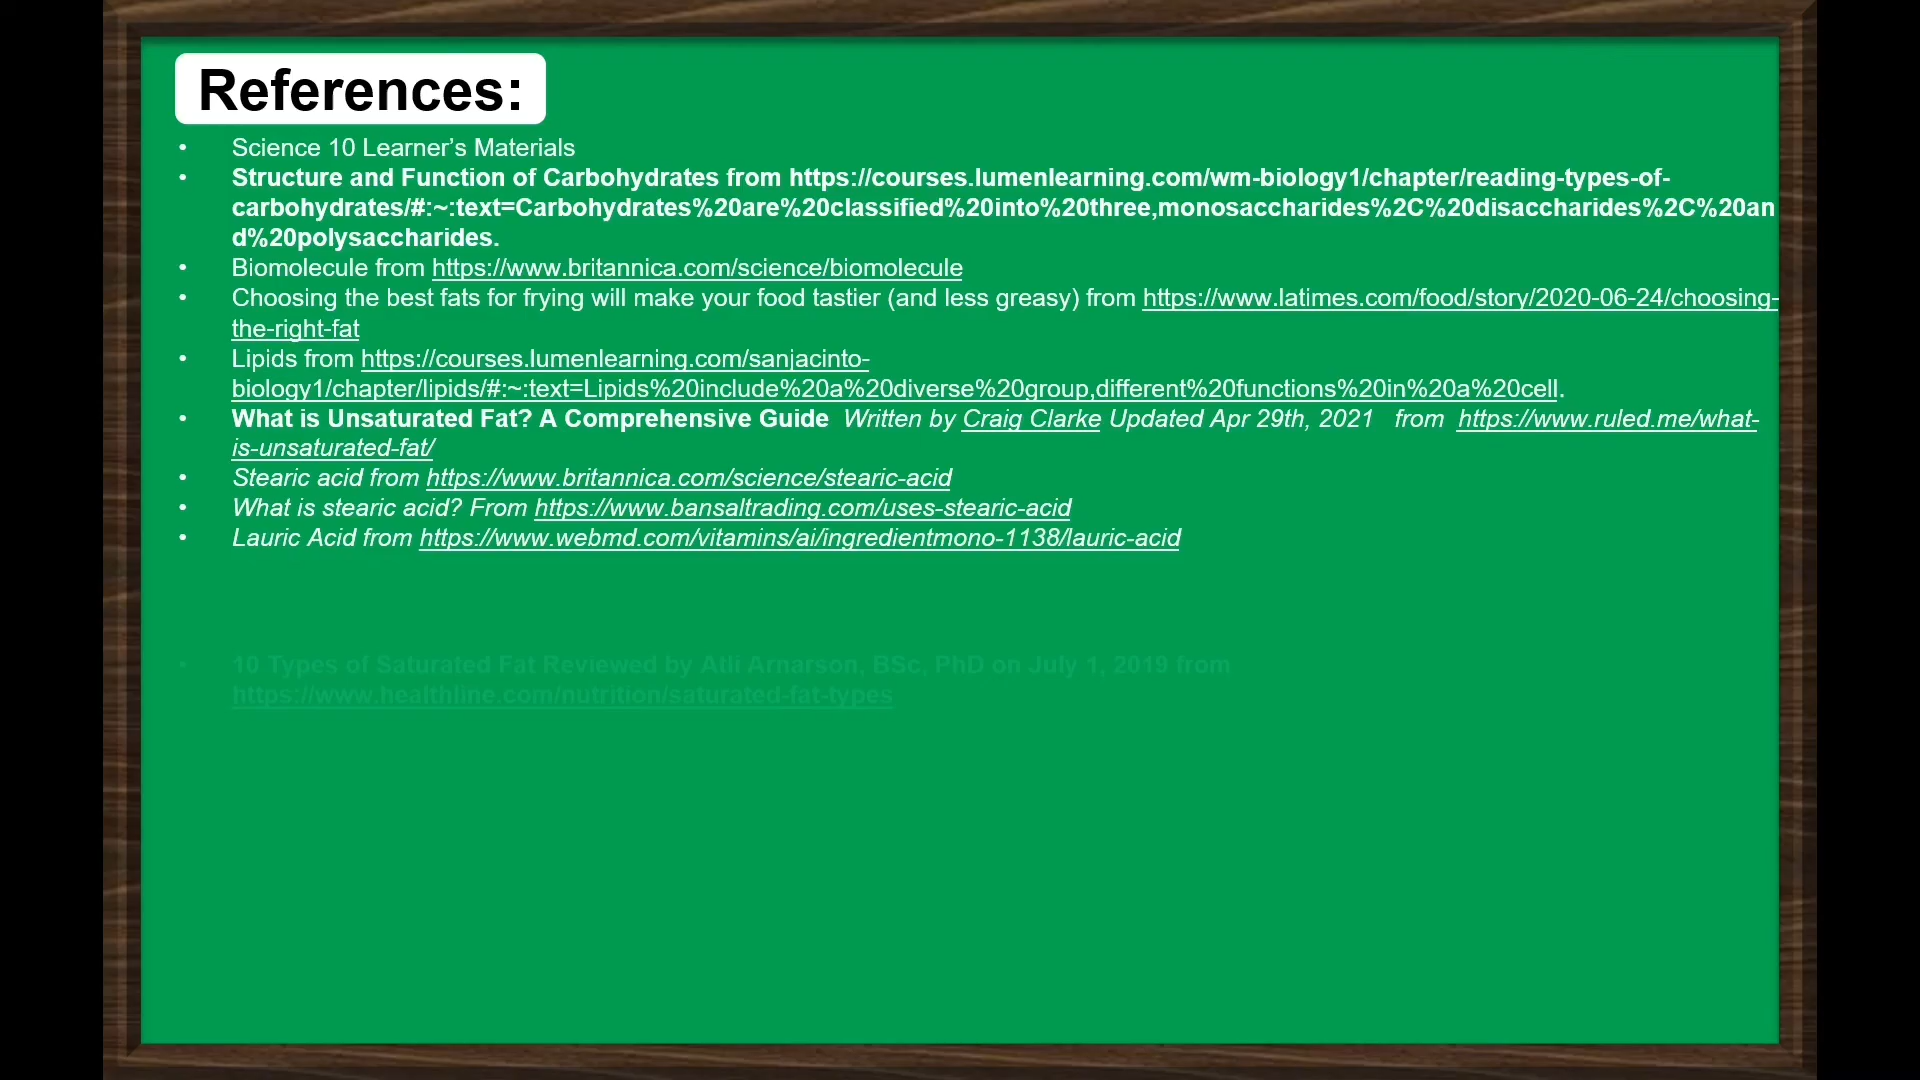 References:
• Science 10 Learner’s Materials
• Structure and Function of Carbohydrates from https://courses.lumenlearning.com/wm-biology1/chapter/reading-types-of-
carbohydrates/#:~:text=Carbohydrates%20are%20classified%20into%20three,monosaccharides%2C%20disaccharides%2C%20an
d%20polysaccharides.
• Biomolecule from https://www.britannica.com/science/biomolecule
• Choosing the best fats for frying will make your food tastier (and less greasy) from https://www.latimes.com/food/story/2020-06-24/choosing-
the-right-fat
• Lipids from https://courses.lumenlearning.com/sanjacinto-
biology1/chapter/lipids/#:~:text=Lipids%20include%20a%20diverse%20group,different%20functions%20in%20a%20cell.
• What is Unsaturated Fat? A Comprehensive Guide Written by Craig Clarke Updated Apr 29th, 2021 from https://www.ruled.me/what-
is-unsaturated-fat/
• Stearic acid from https://www.britannica.com/science/stearic-acid
• What is stearic acid? From https://www.bansaltrading.com/uses-stearic-acid
• Lauric Acid from https://www.webmd.com/vitamins/ai/ingredientmono-1138/lauric-acid
• 10 Types of Saturated Fat Reviewed by Atli Arnarson, BSc, PhD on July 1, 2019 from
https://www.healthline.com/nutrition/saturated-fat-types